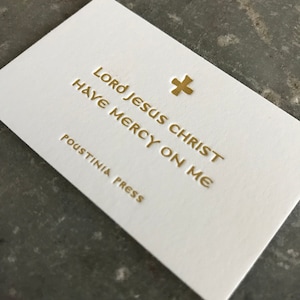 LORd JESUS CHRIST
HAVE MERCY ON ME
POUSTINIA PRESS